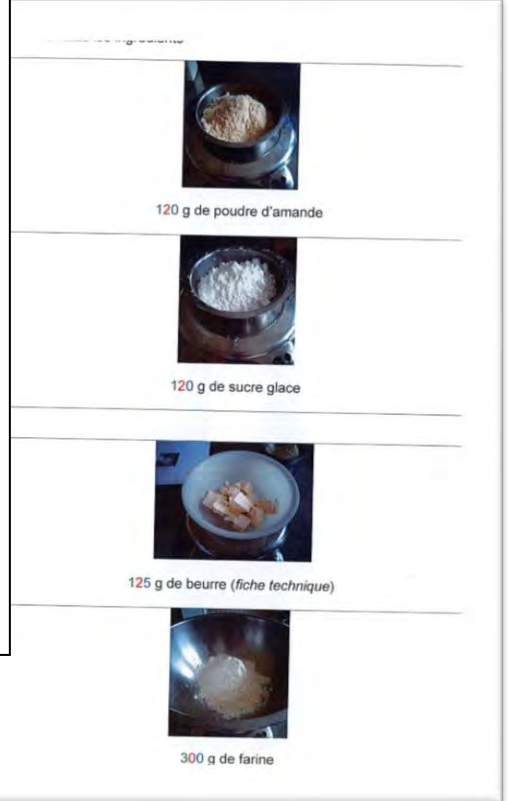 120 g de poudre d'amande
120 g de sucre glace
125 g de beurre (fiche technique)
300 g de farine